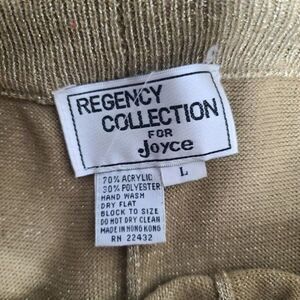 REGENCY
COLLECTION
FOR
Joyce
L
70% ACRYLIC
30% POLYESTER
HAND WASH
DRY FLAT
BLOCK TO SIZE
DO NOT DRY CLEAN
MADE IN HONG KONG
RN 22432